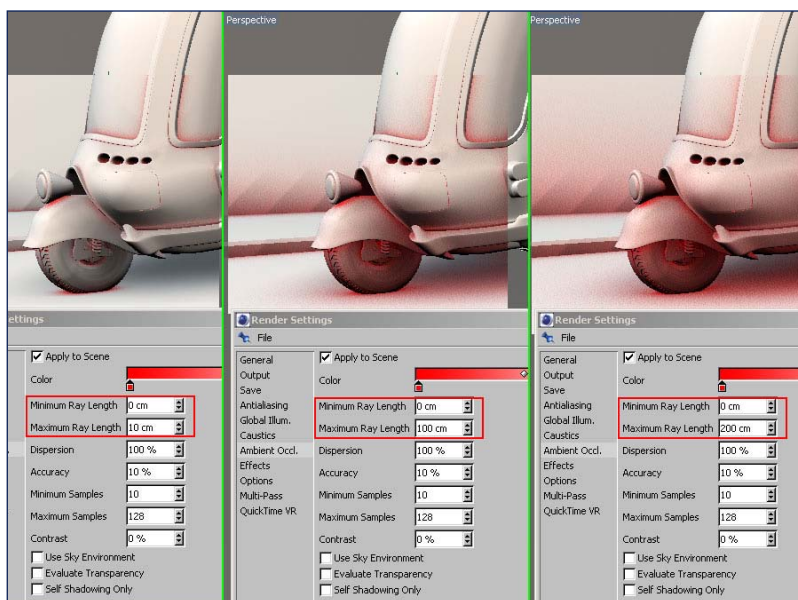 Perspective
ettings
Apply to Scene
Color
Minimum Ray Length 0 cm
Maximum Ray Length 10 cm
Dispersion 100 %
Accuracy 10 %
Minimum Samples 10
Maximum Samples 128
Contrast 0 %
Use Sky Environment
Evaluate Transparency
Self Shadowing Only
Render Settings
File
General
Output
Save
Antialiasing
Global Illum.
Caustics
Ambient Occl.
Effects
Options
Multi-Pass
QuickTime VR
Apply to Scene
Color
Minimum Ray Length 0 cm
Maximum Ray Length 100 cm
Dispersion 100 %
Accuracy 10 %
Minimum Samples 10
Maximum Samples 128
Contrast 0 %
Use Sky Environment
Evaluate Transparency
Self Shadowing Only
Perspective
Render Settings
File
General
Output
Save
Antialiasing
Global Illum.
Caustics
Ambient Occl.
Effects
Options
Multi-Pass
QuickTime VR
Apply to Scene
Color
Minimum Ray Length 0 cm
Maximum Ray Length 200 cm
Dispersion 100 %
Accuracy 10 %
Minimum Samples 10
Maximum Samples 128
Contrast 0 %
Use Sky Environment
Evaluate Transparency
Self Shadowing Only